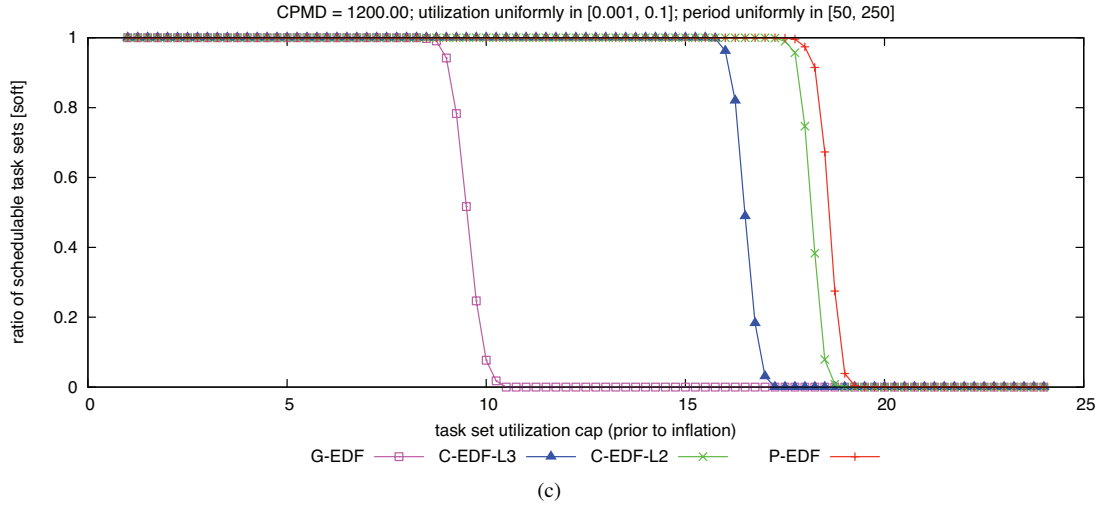 CPMD = 1200.00; utilization uniformly in [0.001, 0.1]; period uniformly in [50, 250]
ratio of schedulable task sets [soft]
1
0.8
0.6
0.4
0.2
0
0 5 10 15 20 25
task set utilization cap (prior to inflation)
G-EDF C-EDF-L3 C-EDF-L2 P-EDF
(c)